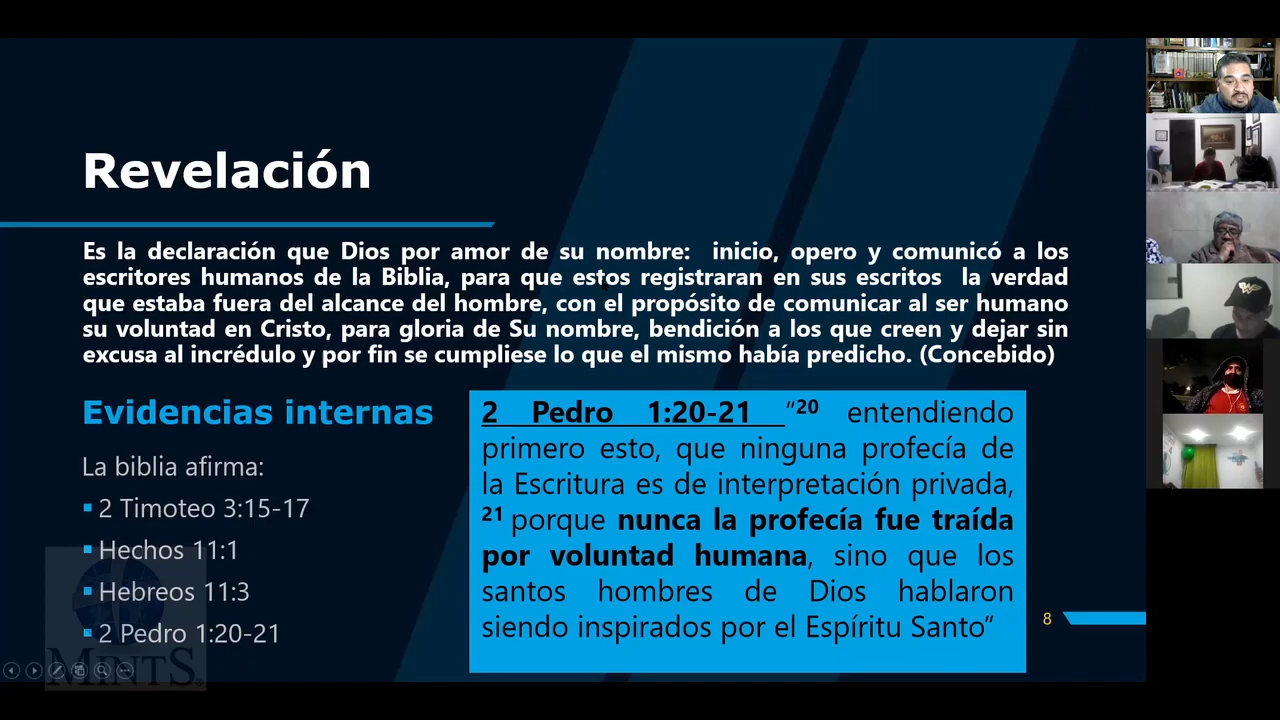 Revelación
Es la declaración que Dios por amor de su nombre: inicio, opero y comunicó a los
escritores humanos de la Biblia, para que estos registraran en sus escritos la verdad
que estaba fuera del alcance del hombre, con el propósito de comunicar al ser humano
su voluntad en Cristo, para gloria de Su nombre, bendición a los que creen y dejar sin
excusa al incrédulo y por fin se cumpliese lo que el mismo había predicho. (Concebido)
Evidencias internas
La biblia afirma:
2 Timoteo 3:15-17
Hechos 11:1
Hebreos 11:3
2 Pedro 1:20-21
2 Pedro 1:20-21 “20 entendiendo
primero esto, que ninguna profecía de
la Escritura es de interpretación privada,
21 porque nunca la profecía fue traída
por voluntad humana, sino que los
santos hombres de Dios hablaron
siendo inspirados por el Espíritu Santo“
8
MINTS®